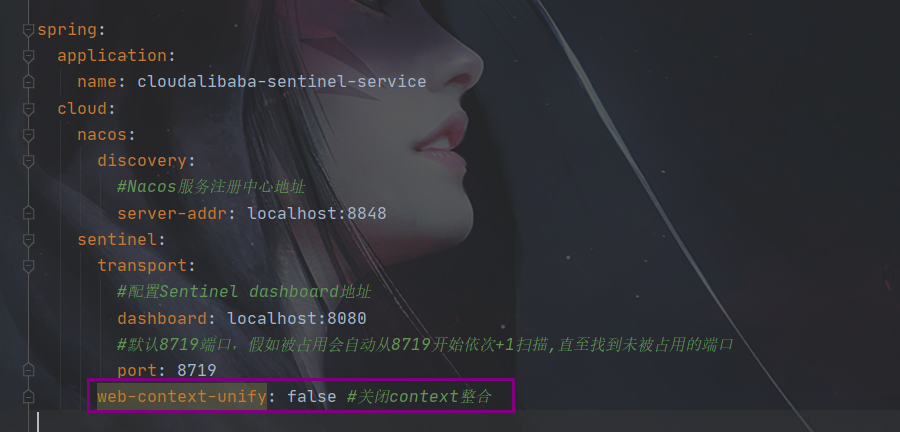 spring:
  application:
    name: cloudalibaba-sentinel-service
  cloud:
    nacos:
      discovery:
        #Nacos服务注册中心地址
        server-addr: localhost:8848
    sentinel:
      transport:
        #配置Sentinel dashboard地址
        dashboard: localhost:8080
        #默认8719端口，假如被占用会自动从8719开始依次+1扫描,直至找到未被占用的端口
        port: 8719
      web-context-unify: false #关闭context整合